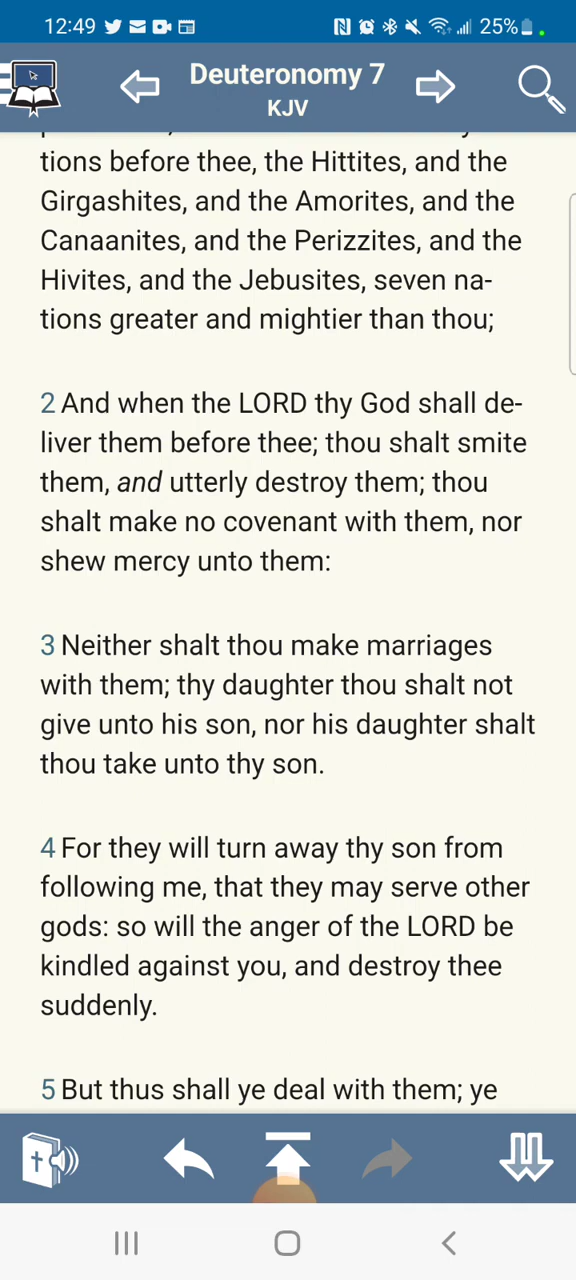 12:49
25%
Deuteronomy 7
KJV
tions before thee, the Hittites, and the
Girgashites, and the Amorites, and the
Canaanites, and the Perizzites, and the
Hivites, and the Jebusites, seven na-
tions greater and mightier than thou;
2 And when the LORD thy God shall de-
liver them before thee; thou shalt smite
them, and utterly destroy them; thou
shalt make no covenant with them, nor
shew mercy unto them:
3 Neither shalt thou make marriages
with them; thy daughter thou shalt not
give unto his son, nor his daughter shalt
thou take unto thy son.
4 For they will turn away thy son from
following me, that they may serve other
gods: so will the anger of the LORD be
kindled against you, and destroy thee
suddenly.
5 But thus shall ye deal with them; ye